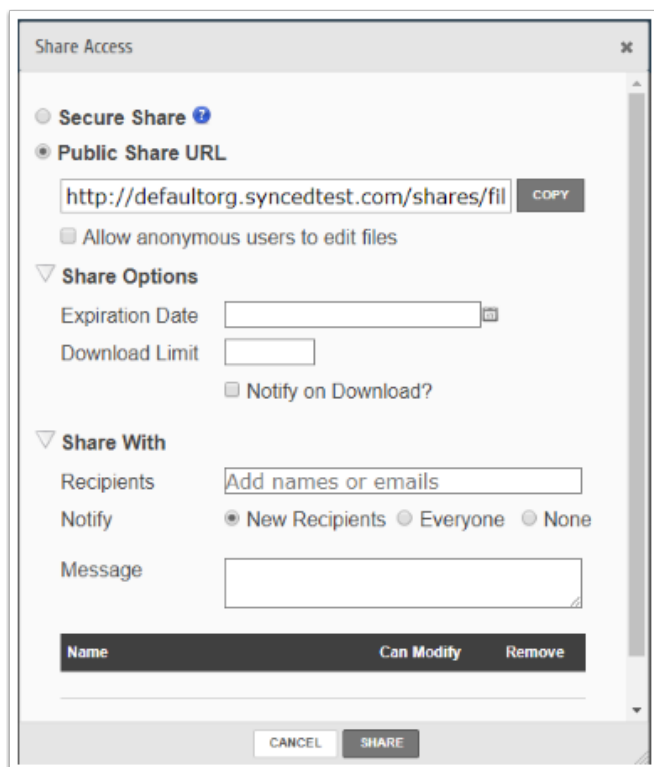 Share Access
Secure Share ?
Public Share URL
http://defaultorg.syncedtest.com/shares/fil COPY
Allow anonymous users to edit files
Share Options
Expiration Date
Download Limit
Notify on Download?
Share With
Recipients Add names or emails
Notify New Recipients Everyone None
Message
Name Can Modify Remove
CANCEL SHARE